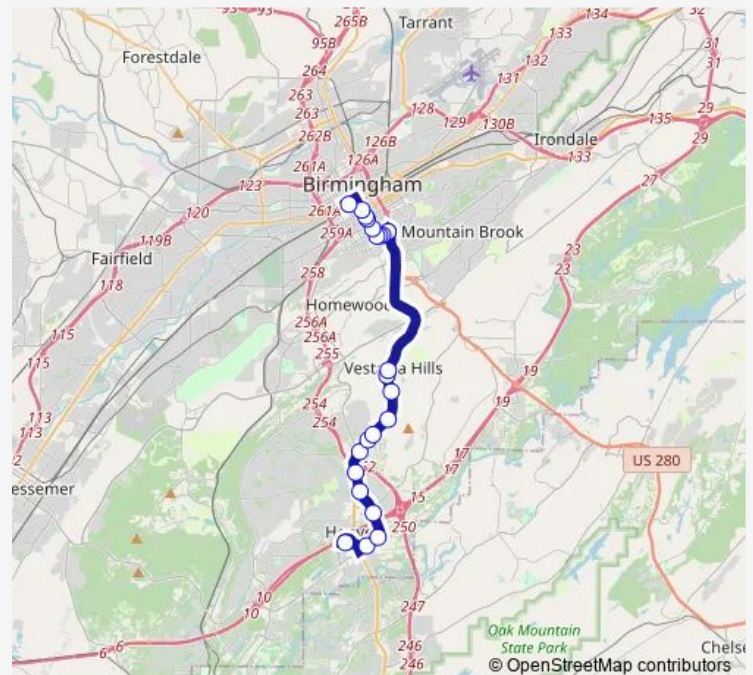 93
93
265B
Tarrant
134
32
Forestdale
95B
133
31
264
132
31
263
131
128
29
263
135
126B
129
130B
262B
Irondale
29
126A
133
261A
123
Birmingham
27
120
261A
259A
Mountain Brook
119B
23
Fairfield
258
23
118
Homewood
115
256A
256A
115
255
Vestavia Hills
19
254
19
113
254
17
113
US 280
17
essemer
15
250
10
10
247
6
6
Oak Mountain
State Park
246
246
Chelse
© OpenStreetMap contributors